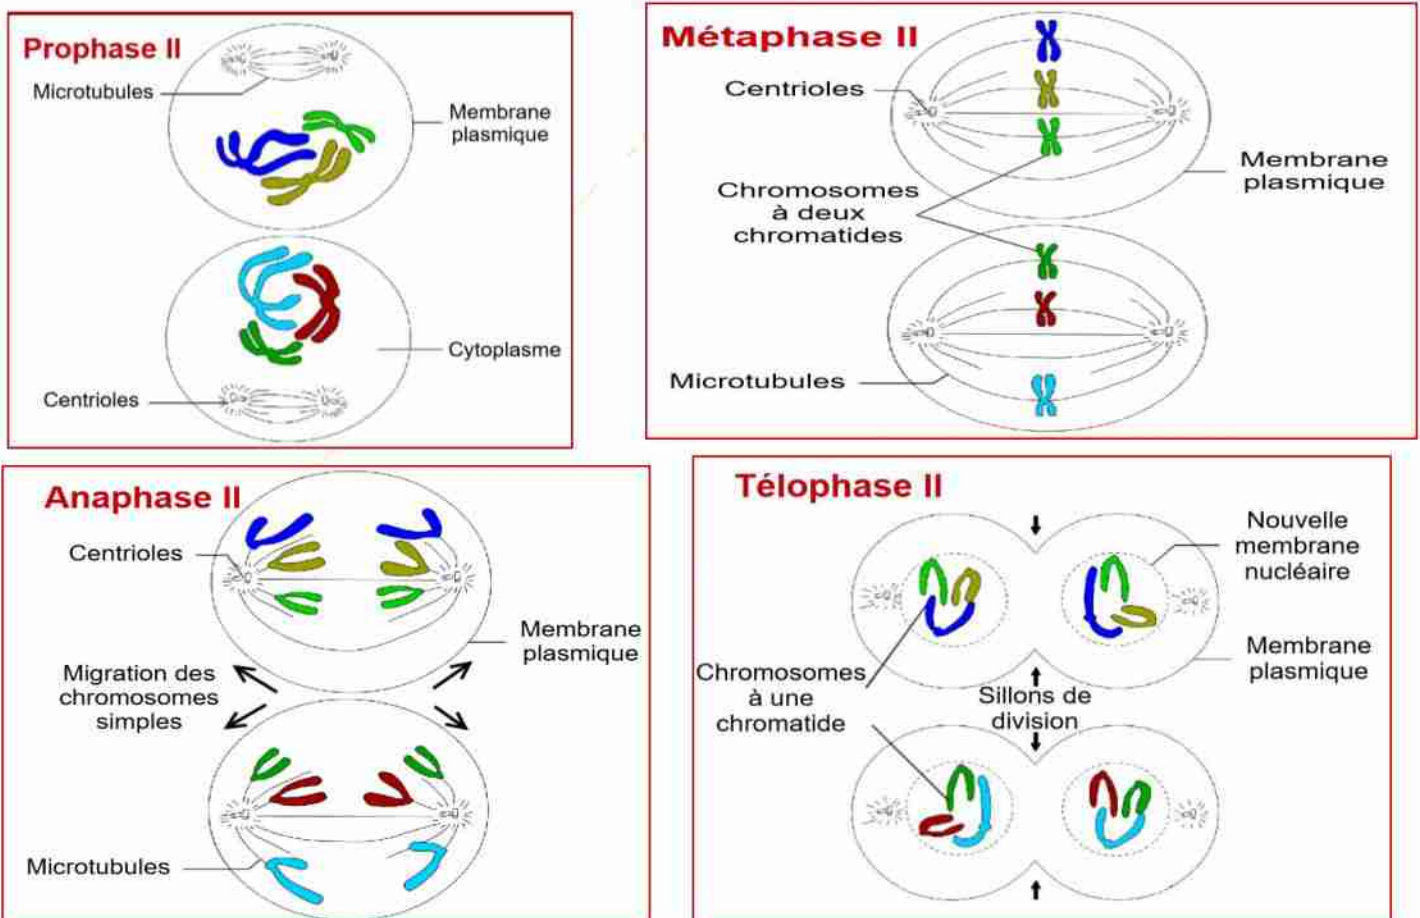 Prophase II
Microtubules
Membrane
plasmique
Cytoplasme
Centrioles
Métaphase II
Centrioles
Membrane
plasmique
Chromosomes
à deux
chromatides
Microtubules
Anaphase II
Centrioles
Membrane
plasmique
Migration des
chromosomes
simples
Microtubules
Télophase II
Nouvelle
membrane
nucléaire
Membrane
plasmique
Chromosomes
à une
chromatide
Sillons de
division